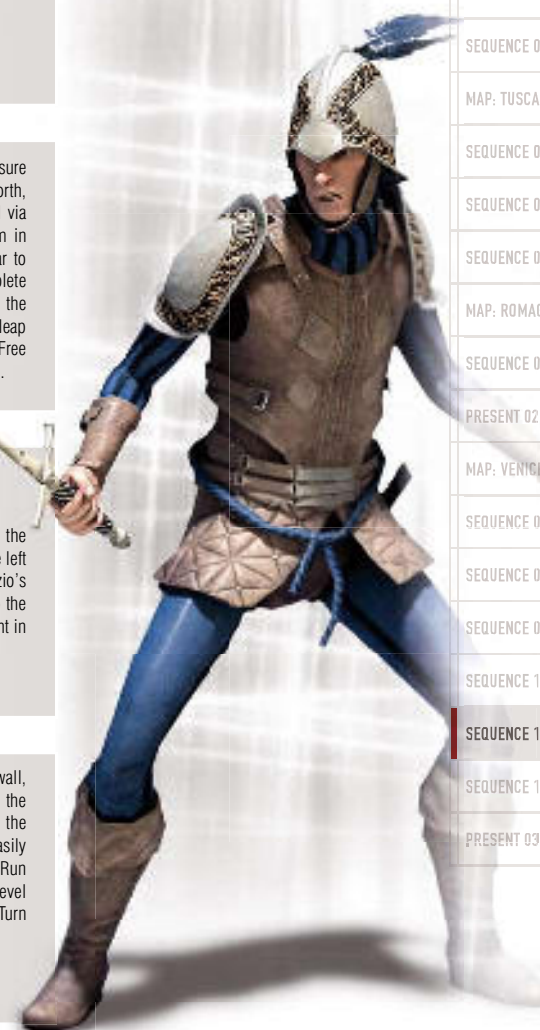 sure
orth,
via
n in
ar to
olete
the
leap
Free
.
the
left
zio's
the
nt in
wall,
the
the
asily
Run
evel
Turn
SEQUENCE 0
MAP: TUSCA
SEQUENCE 0
SEQUENCE 0
SEQUENCE 0
MAP: ROMAG
SEQUENCE 0
PRESENT 02
MAP: VENIC
SEQUENCE 0
SEQUENCE 0
SEQUENCE 0
SEQUENCE 1
SEQUENCE 1
SEQUENCE 1
PRESENT 03